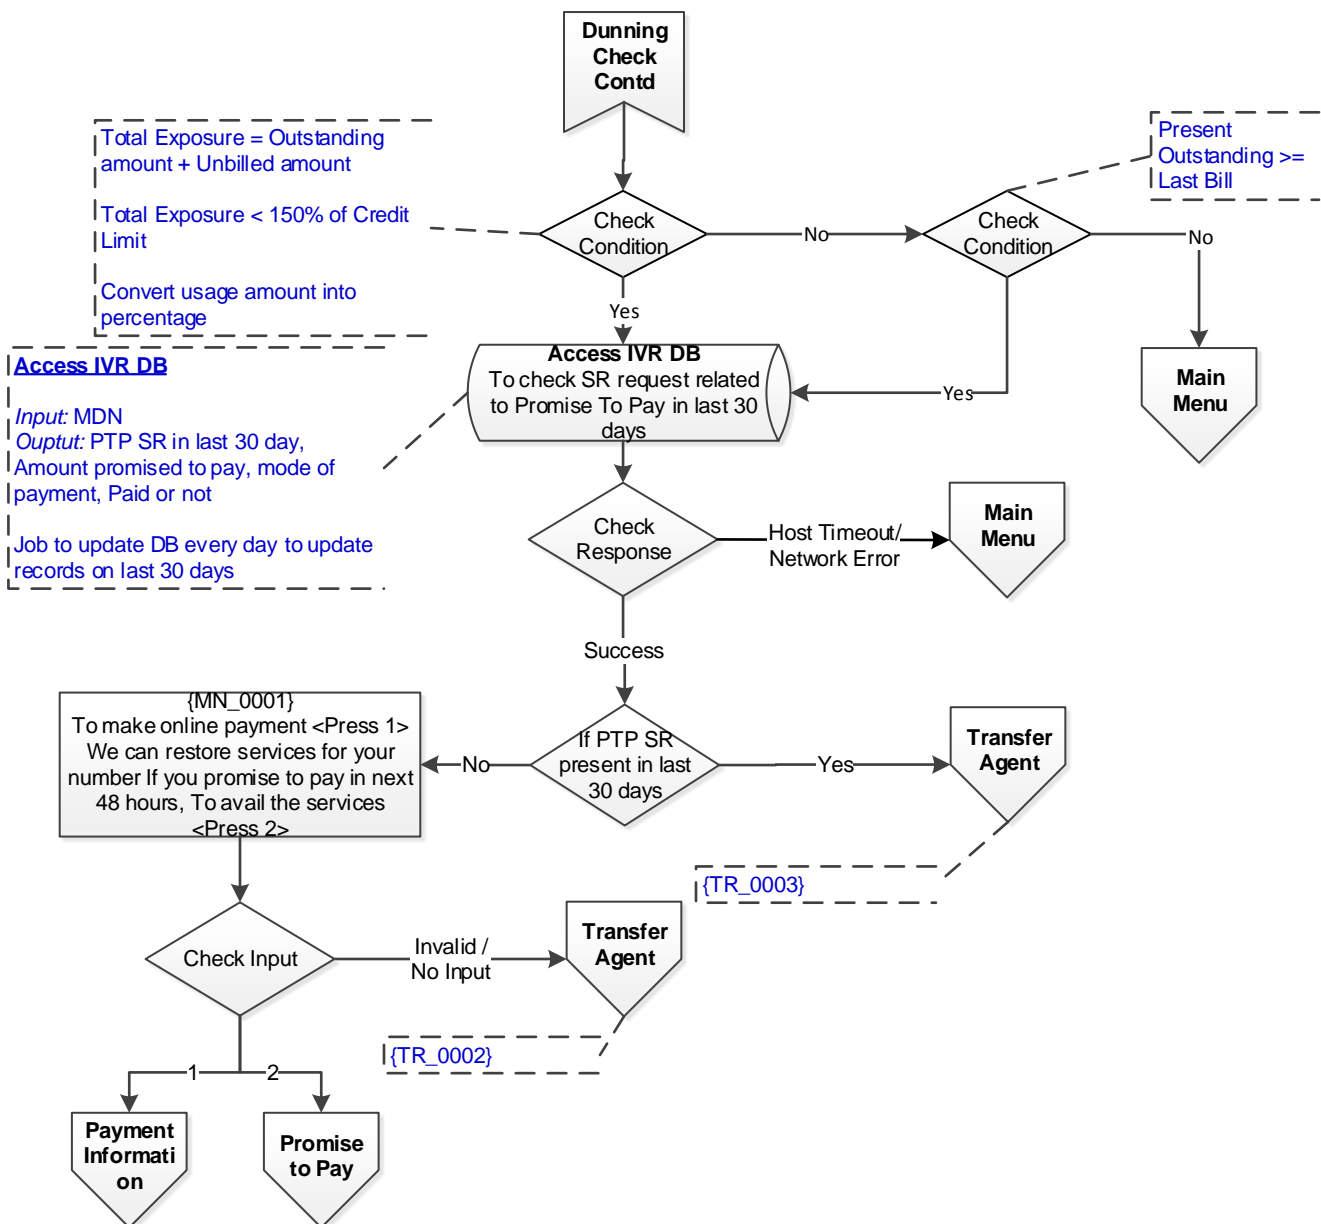 Dunning
Check
Contd
Total Exposure = Outstanding
amount + Unbilled amount
Total Exposure < 150% of Credit
Limit
Convert usage amount into
percentage
Present
Outstanding >=
Last Bill
Check
Condition
No
Check
Condition
No
Yes
Yes
Main
Menu
Access IVR DB
Input: MDN
Ouptut: PTP SR in last 30 day,
Amount promised to pay, mode of
payment, Paid or not
Job to update DB every day to update
records on last 30 days
Access IVR DB
To check SR request related
to Promise To Pay in last 30
days
Check
Response
Host Timeout/
Network Error
Main
Menu
Success
{MN_0001}
To make online payment <Press 1>
We can restore services for your
number If you promise to pay in next
48 hours, To avail the services
<Press 2>
No
If PTP SR
present in last
30 days
Yes
Transfer
Agent
{TR_0003}
Check Input
Invalid /
No Input
Transfer
Agent
{TR_0002}
1
2
Payment
Informati
on
Promise
to Pay